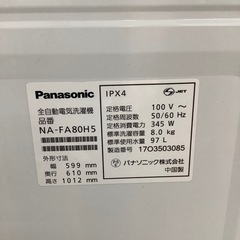 Panasonic
全自動電気洗濯機
品番
NA-FA80H5
外形寸法
幅 599 mm
奥行 610 mm
高さ 1012 mm
IPX4
JET
定格電圧 100 V～
定格周波数 50/60 Hz
定格消費電力 345 W
標準洗濯容量 8.0 kg
標準使用水量 97 L
製造番号 17O3503085
パナソニック株式会社
中国製